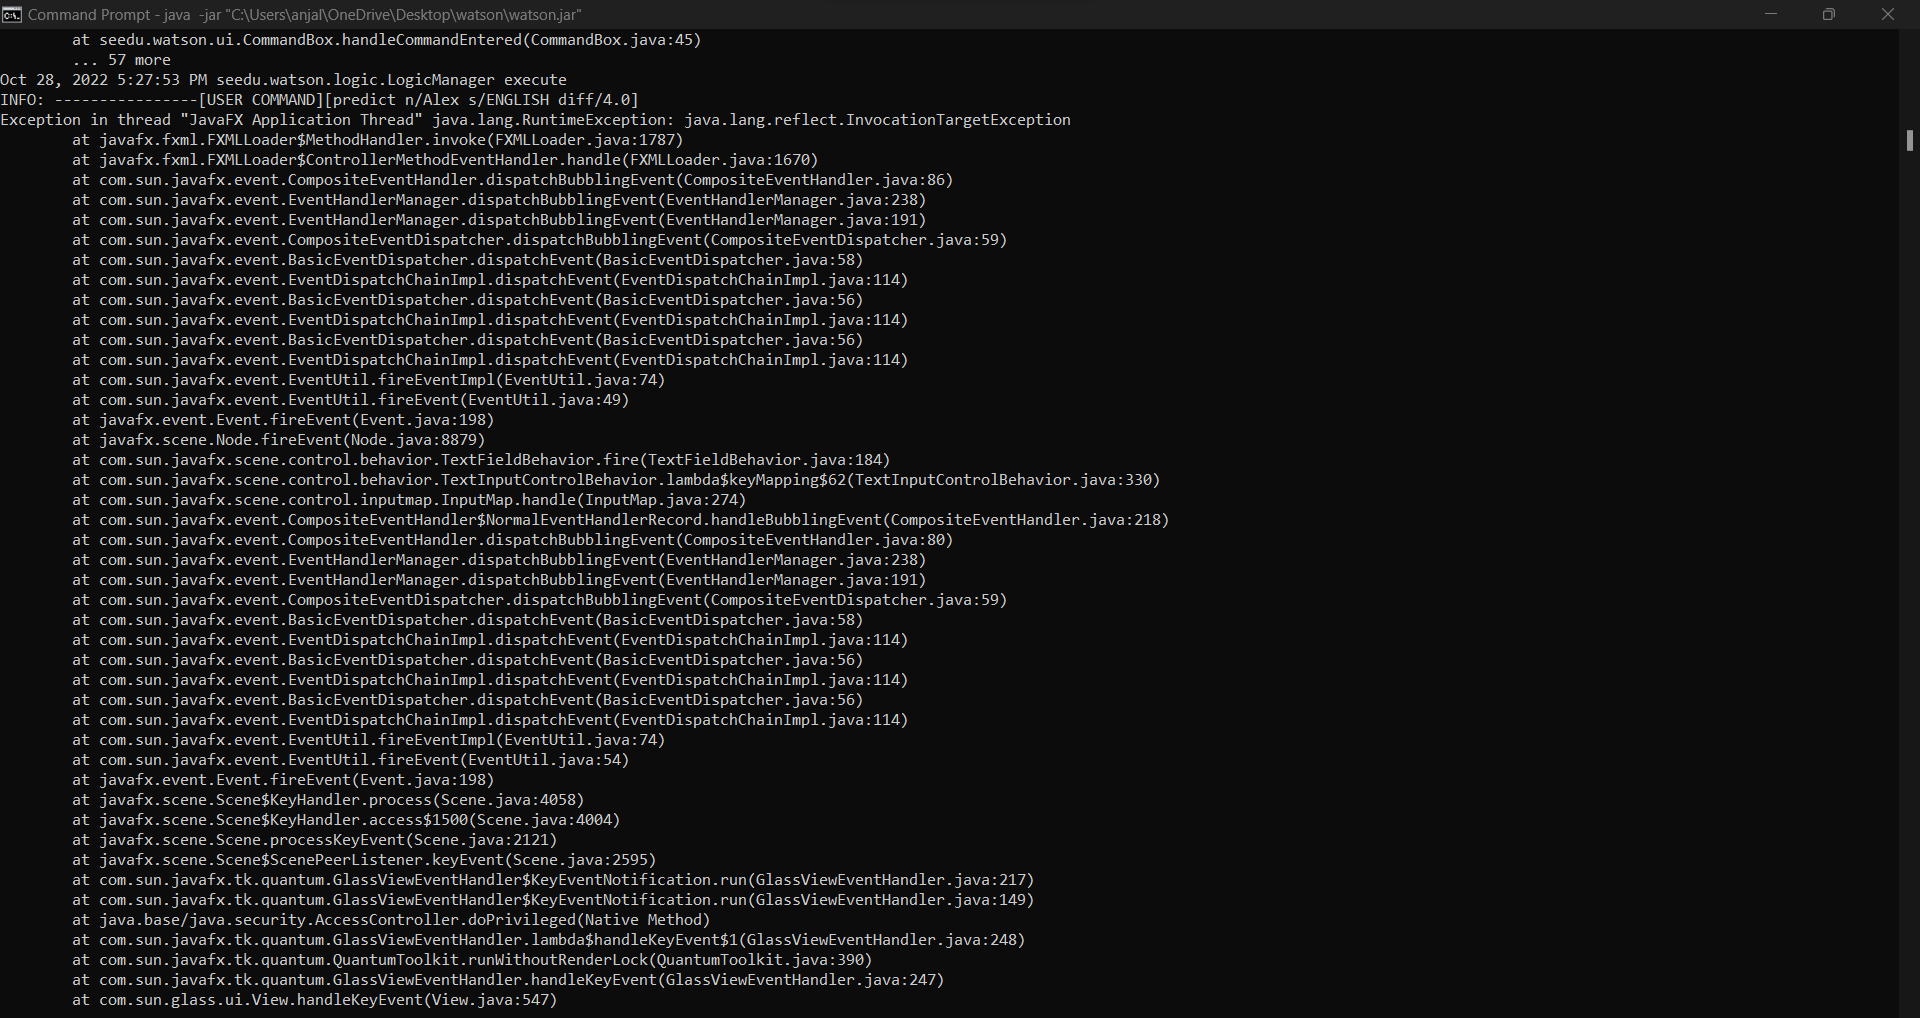 Command Prompt - java  -jar "C:\Users\anjal\OneDrive\Desktop\watson\watson.jar"
        at seedu.watson.ui.CommandBox.handleCommandEntered(CommandBox.java:45)
        ... 57 more
Oct 28, 2022 5:27:53 PM seedu.watson.logic.LogicManager execute
INFO: ----------------[USER COMMAND][predict n/Alex s/ENGLISH diff/4.0]
Exception in thread "JavaFX Application Thread" java.lang.RuntimeException: java.lang.reflect.InvocationTargetException
        at javafx.fxml.FXMLLoader$MethodHandler.invoke(FXMLLoader.java:1787)
        at javafx.fxml.FXMLLoader$ControllerMethodEventHandler.handle(FXMLLoader.java:1670)
        at com.sun.javafx.event.CompositeEventHandler.dispatchBubblingEvent(CompositeEventHandler.java:86)
        at com.sun.javafx.event.EventHandlerManager.dispatchBubblingEvent(EventHandlerManager.java:238)
        at com.sun.javafx.event.EventHandlerManager.dispatchBubblingEvent(EventHandlerManager.java:191)
        at com.sun.javafx.event.CompositeEventDispatcher.dispatchBubblingEvent(CompositeEventDispatcher.java:59)
        at com.sun.javafx.event.BasicEventDispatcher.dispatchEvent(BasicEventDispatcher.java:58)
        at com.sun.javafx.event.EventDispatchChainImpl.dispatchEvent(EventDispatchChainImpl.java:114)
        at com.sun.javafx.event.BasicEventDispatcher.dispatchEvent(BasicEventDispatcher.java:56)
        at com.sun.javafx.event.EventDispatchChainImpl.dispatchEvent(EventDispatchChainImpl.java:114)
        at com.sun.javafx.event.BasicEventDispatcher.dispatchEvent(BasicEventDispatcher.java:56)
        at com.sun.javafx.event.EventDispatchChainImpl.dispatchEvent(EventDispatchChainImpl.java:114)
        at com.sun.javafx.event.EventUtil.fireEventImpl(EventUtil.java:74)
        at com.sun.javafx.event.EventUtil.fireEvent(EventUtil.java:49)
        at javafx.event.Event.fireEvent(Event.java:198)
        at javafx.scene.Node.fireEvent(Node.java:8879)
        at com.sun.javafx.scene.control.behavior.TextFieldBehavior.fire(TextFieldBehavior.java:184)
        at com.sun.javafx.scene.control.behavior.TextInputControlBehavior.lambda$keyMapping$62(TextInputControlBehavior.java:330)
        at com.sun.javafx.scene.control.inputmap.InputMap.handle(InputMap.java:274)
        at com.sun.javafx.event.CompositeEventHandler$NormalEventHandlerRecord.handleBubblingEvent(CompositeEventHandler.java:218)
        at com.sun.javafx.event.CompositeEventHandler.dispatchBubblingEvent(CompositeEventHandler.java:80)
        at com.sun.javafx.event.EventHandlerManager.dispatchBubblingEvent(EventHandlerManager.java:238)
        at com.sun.javafx.event.EventHandlerManager.dispatchBubblingEvent(EventHandlerManager.java:191)
        at com.sun.javafx.event.CompositeEventDispatcher.dispatchBubblingEvent(CompositeEventDispatcher.java:59)
        at com.sun.javafx.event.BasicEventDispatcher.dispatchEvent(BasicEventDispatcher.java:58)
        at com.sun.javafx.event.EventDispatchChainImpl.dispatchEvent(EventDispatchChainImpl.java:114)
        at com.sun.javafx.event.BasicEventDispatcher.dispatchEvent(BasicEventDispatcher.java:56)
        at com.sun.javafx.event.EventDispatchChainImpl.dispatchEvent(EventDispatchChainImpl.java:114)
        at com.sun.javafx.event.BasicEventDispatcher.dispatchEvent(BasicEventDispatcher.java:56)
        at com.sun.javafx.event.EventDispatchChainImpl.dispatchEvent(EventDispatchChainImpl.java:114)
        at com.sun.javafx.event.EventUtil.fireEventImpl(EventUtil.java:74)
        at com.sun.javafx.event.EventUtil.fireEvent(EventUtil.java:54)
        at javafx.event.Event.fireEvent(Event.java:198)
        at javafx.scene.Scene$KeyHandler.process(Scene.java:4058)
        at javafx.scene.Scene$KeyHandler.access$1500(Scene.java:4004)
        at javafx.scene.Scene.processKeyEvent(Scene.java:2121)
        at javafx.scene.Scene$ScenePeerListener.keyEvent(Scene.java:2595)
        at com.sun.javafx.tk.quantum.GlassViewEventHandler$KeyEventNotification.run(GlassViewEventHandler.java:217)
        at com.sun.javafx.tk.quantum.GlassViewEventHandler$KeyEventNotification.run(GlassViewEventHandler.java:149)
        at java.base/java.security.AccessController.doPrivileged(Native Method)
        at com.sun.javafx.tk.quantum.GlassViewEventHandler.lambda$handleKeyEvent$1(GlassViewEventHandler.java:248)
        at com.sun.javafx.tk.quantum.QuantumToolkit.runWithoutRenderLock(QuantumToolkit.java:390)
        at com.sun.javafx.tk.quantum.GlassViewEventHandler.handleKeyEvent(GlassViewEventHandler.java:247)
        at com.sun.glass.ui.View.handleKeyEvent(View.java:547)